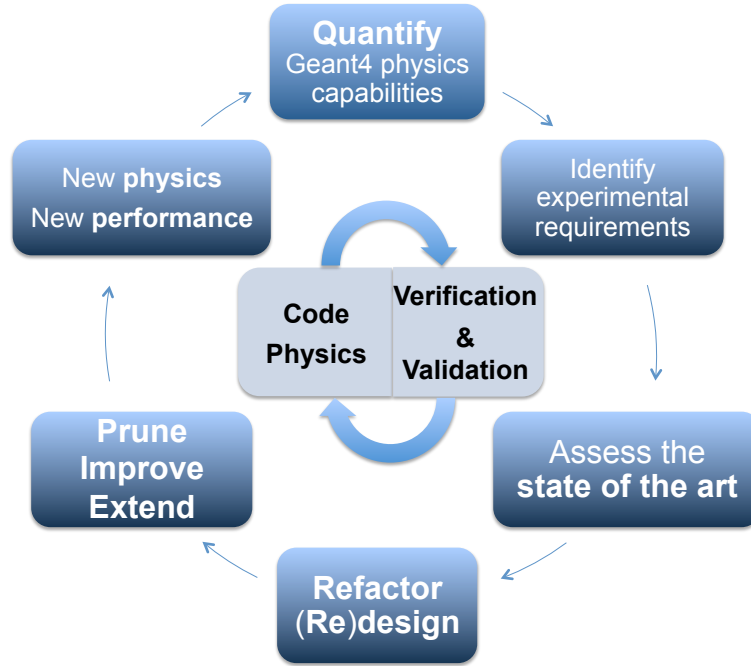 Quantify
Geant4 physics
capabilities
Identify
experimental
requirements
Assess the
state of the art
Refactor
(Re)design
Prune
Improve
Extend
New physics
New performance
Code
Physics
Verification
&
Validation